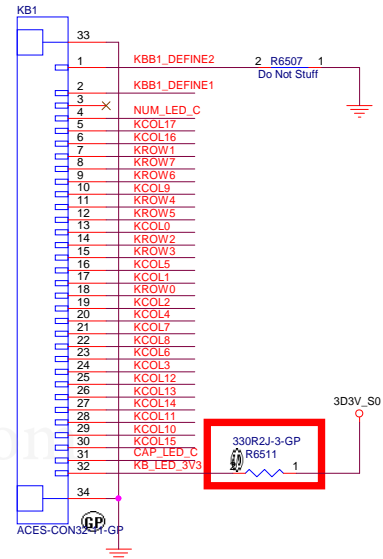 KB1
33
1 KBB1_DEFINE2 2 R6507 1
Do Not Stuff
2 KBB1_DEFINE1
3
4 NUM_LED_C
5 KCOL17
6 KCOL16
7 KROW1
8 KROW7
9 KROW6
10 KCOL9
11 KROW4
12 KROW5
13 KCOL0
14 KROW2
15 KROW3
16 KCOL5
17 KCOL1
18 KROW0
19 KCOL2
20 KCOL4
21 KCOL7
22 KCOL8
23 KCOL6
24 KCOL3
25 KCOL12
26 KCOL13
27 KCOL14
28 KCOL11
29 KCOL10
30 KCOL15
31 CAP_LED_C
32 KB_LED_3V3
3D3V_S0
330R2J-3-GP
R6511
1
34
GP
ACES-CON32-11-GP